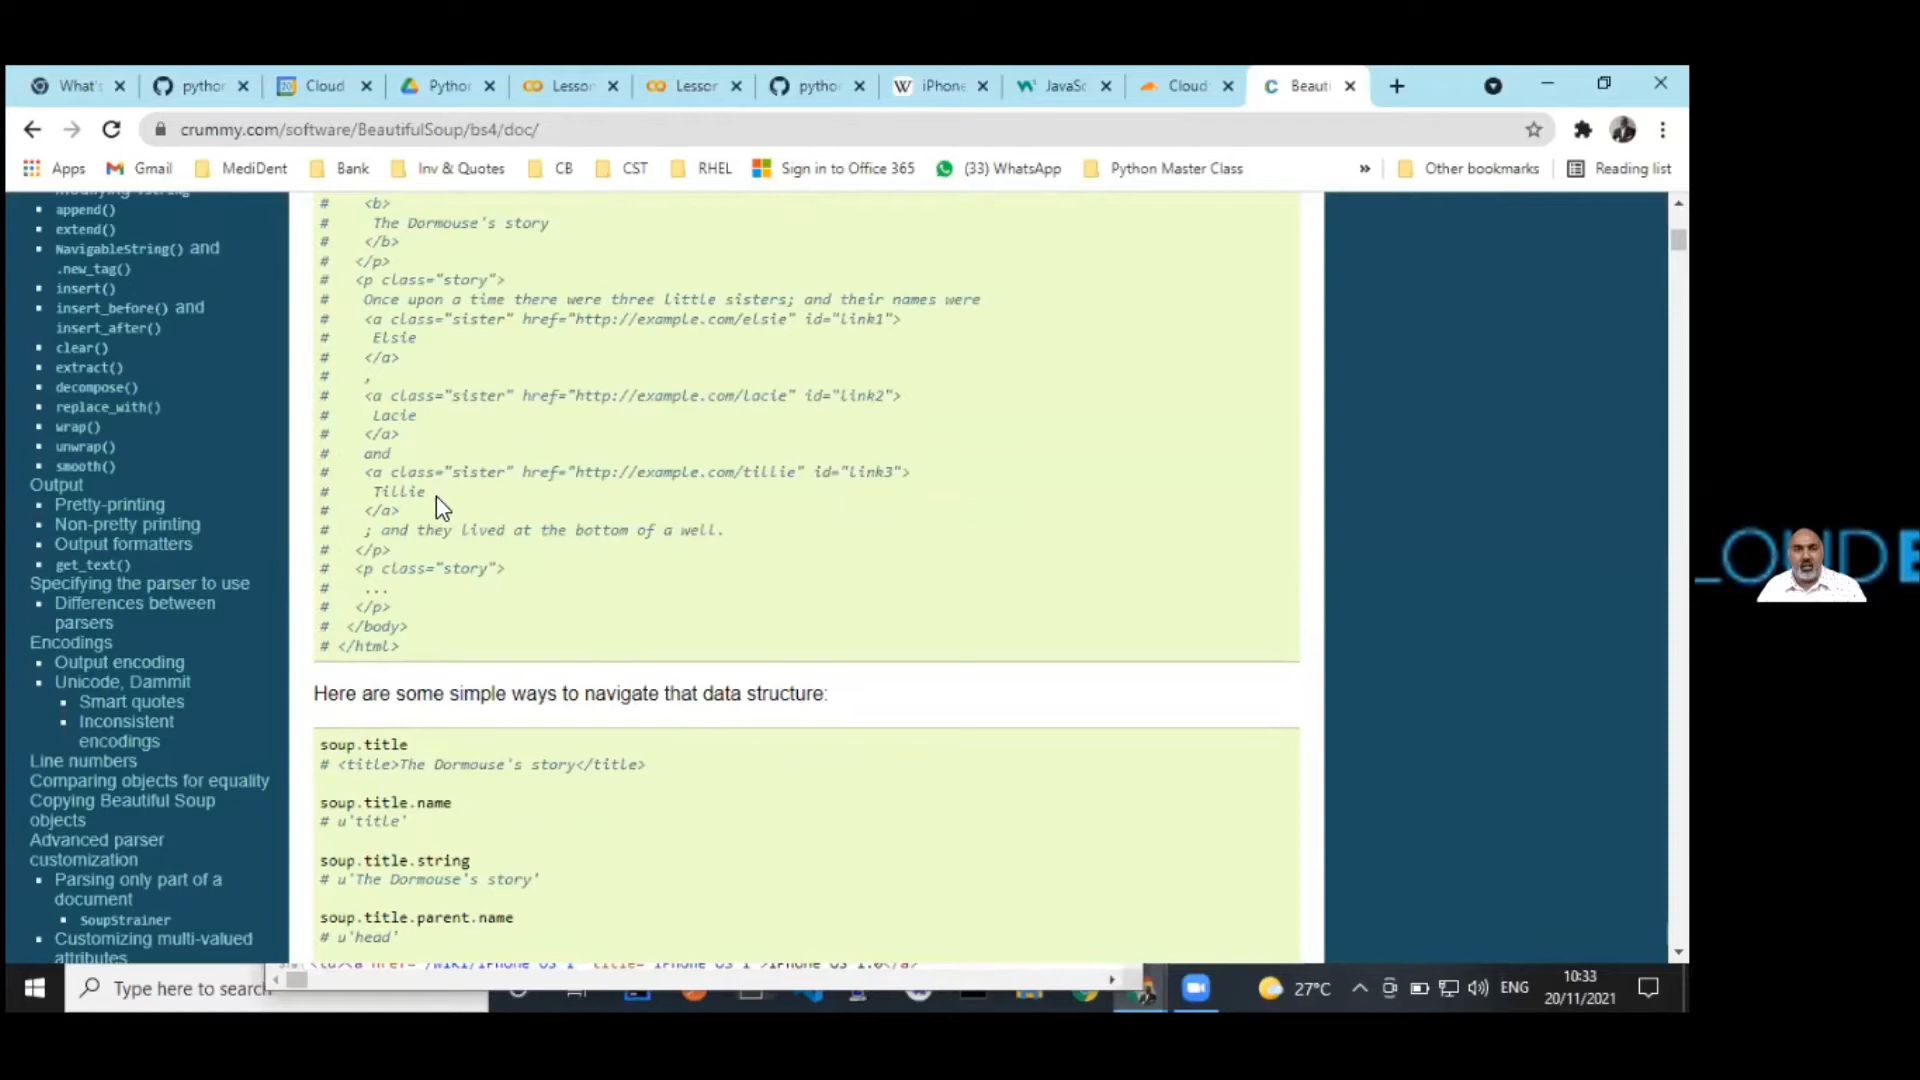 What's
python
Cloud
Python
Lesson
Lesson
python
W iPhone
JavaSc
Cloud
C Beauti
crummy.com/software/BeautifulSoup/bs4/doc/
Apps
Gmail
MediDent
Bank
Inv & Quotes
CB
CST
RHEL
Sign in to Office 365
(33) WhatsApp
Python Master Class
»
Other bookmarks
Reading list
append()
extend()
NavigableString() and
.new_tag()
insert()
insert_before() and
insert_after()
clear()
extract()
decompose()
replace_with()
wrap()
unwrap()
smooth()
Output
Pretty-printing
Non-pretty printing
Output formatters
get_text()
Specifying the parser to use
Differences between
parsers
Encodings
Output encoding
Unicode, Dammit
Smart quotes
Inconsistent
encodings
Line numbers
Comparing objects for equality
Copying Beautiful Soup
objects
Advanced parser
customization
Parsing only part of a
document
SoupStrainer
Customizing multi-valued
attributes
# <b>
# The Dormouse's story
# </b>
# </p>
# <p class="story">
# Once upon a time there were three little sisters; and their names were
# <a class="sister" href="http://example.com/elsie" id="link1">
# Elsie
# </a>
# ,
# <a class="sister" href="http://example.com/lacie" id="link2">
# Lacie
# </a>
# and
# <a class="sister" href="http://example.com/tillie" id="link3">
# Tillie
# </a>
# ; and they lived at the bottom of a well.
# </p>
# <p class="story">
# ...
# </p>
# </body>
# </html>
Here are some simple ways to navigate that data structure:
soup.title
# <title>The Dormouse's story</title>
soup.title.name
# u'title'
soup.title.string
# u'The Dormouse's story'
soup.title.parent.name
# u'head'
Type here to search
27°C
ENG
10:33
20/11/2021